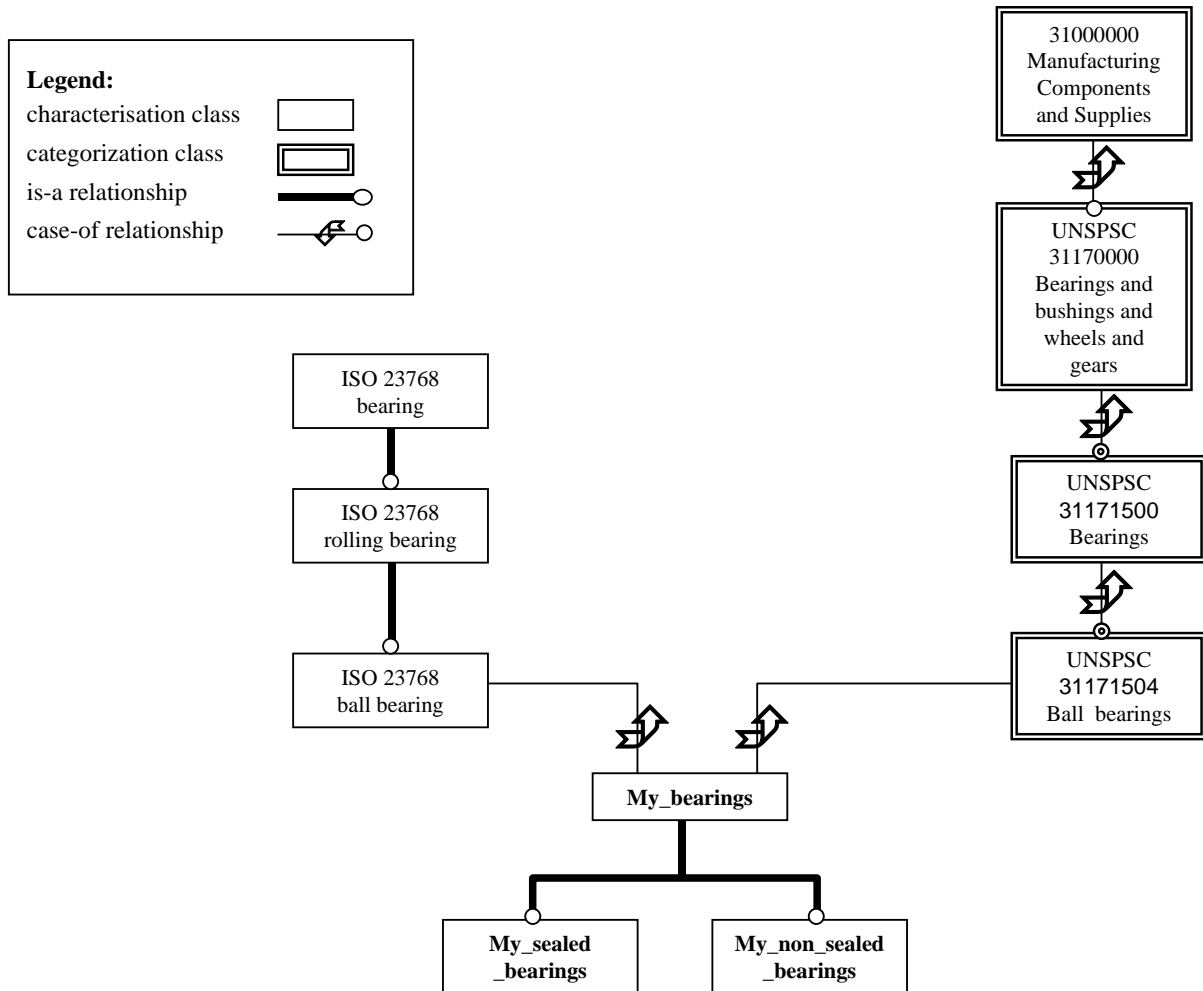 Legend:
characterisation class
categorization class
is-a relationship
case-of relationship
31000000
Manufacturing
Components
and Supplies
UNSPSC
31170000
Bearings and
bushings and
wheels and
gears
ISO 23768
bearing
ISO 23768
rolling bearing
UNSPSC
31171500
Bearings
ISO 23768
ball bearing
UNSPSC
31171504
Ball bearings
My_bearings
My_sealed
_bearings
My_non_sealed
_bearings